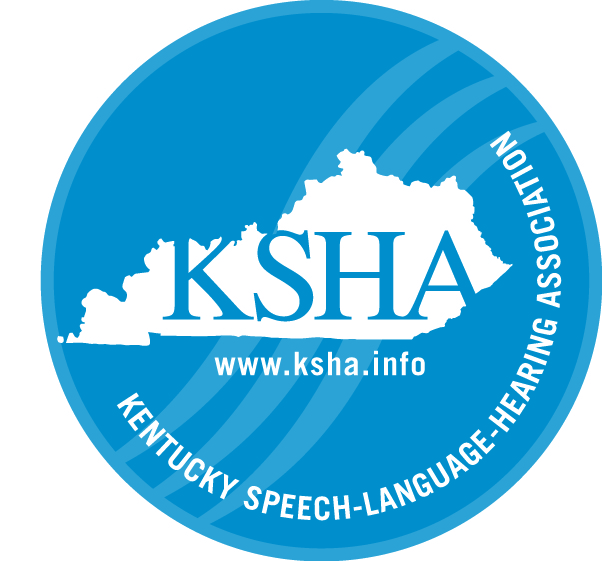 KSHA
www.ksha.info
KENTUCKY SPEECH-LANGUAGE-HEARING ASSOCIATION